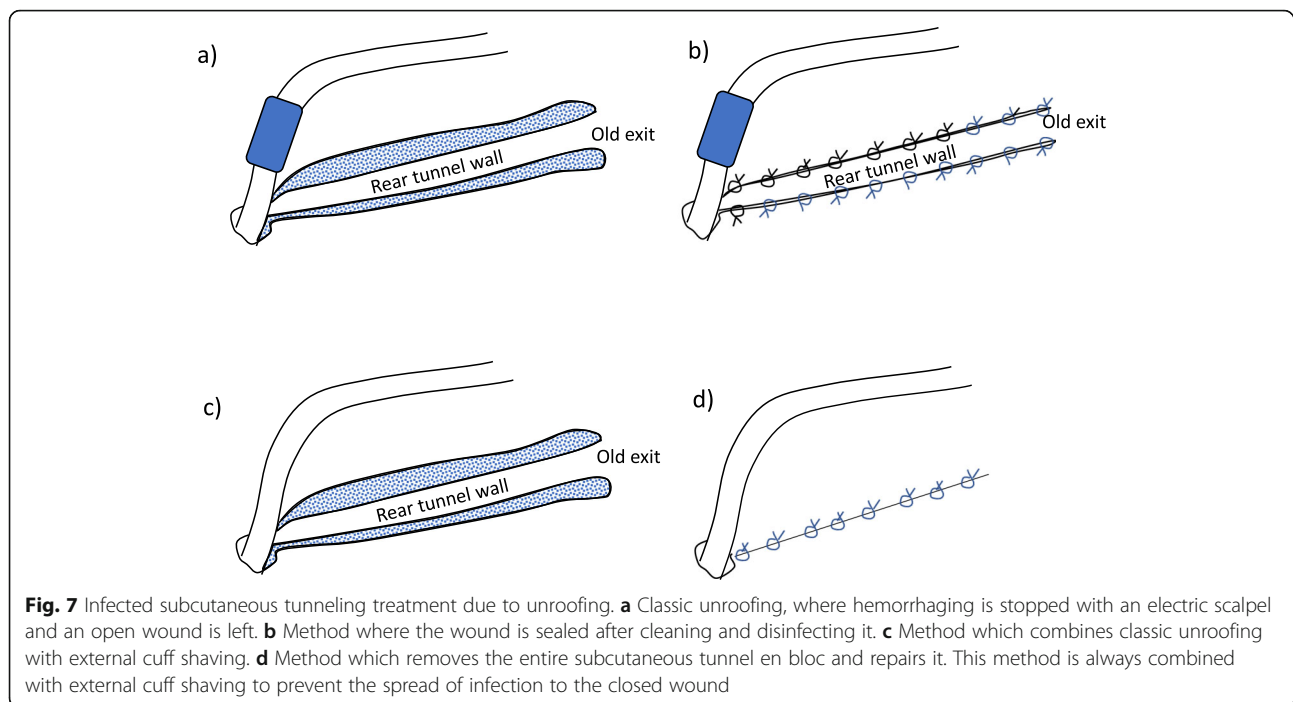 a)
Old exit
Rear tunnel wall
b)
Old exit
Rear tunnel wall
c)
Old exit
Rear tunnel wall
d)
Fig. 7 Infected subcutaneous tunneling treatment due to unroofing. a Classic unroofing, where hemorrhaging is stopped with an electric scalpel
and an open wound is left. b Method where the wound is sealed after cleaning and disinfecting it. c Method which combines classic unroofing
with external cuff shaving. d Method which removes the entire subcutaneous tunnel en bloc and repairs it. This method is always combined
with external cuff shaving to prevent the spread of infection to the closed wound